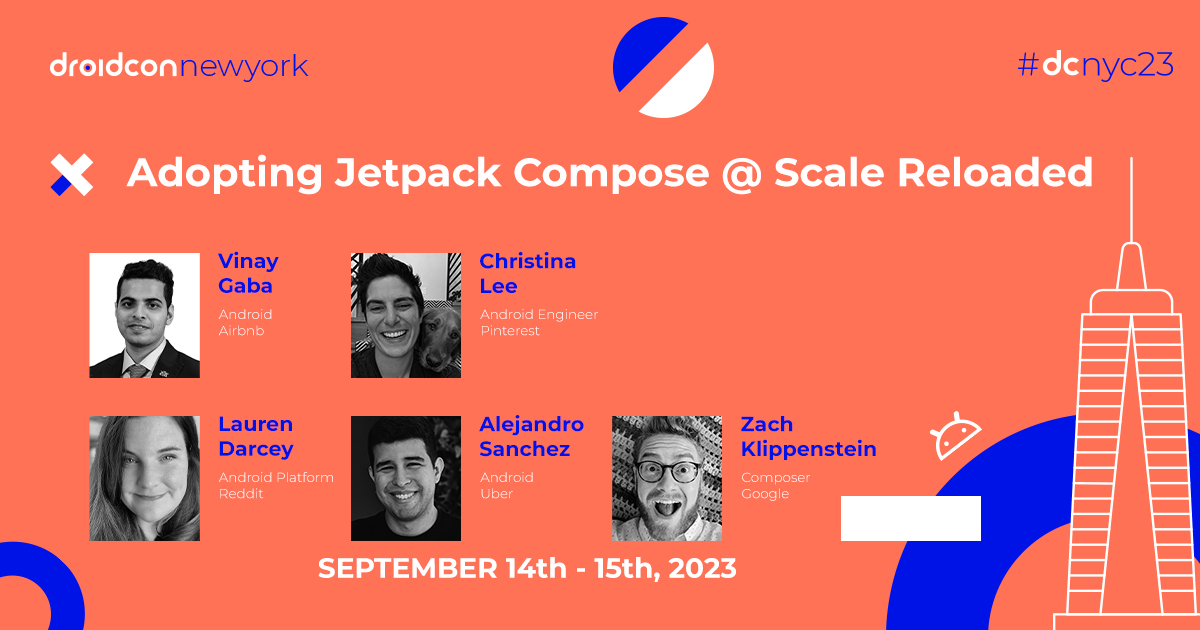 droidconnewyork
#dcnyc23
Adopting Jetpack Compose @ Scale Reloaded
Vinay
Gaba
Android
Airbnb
Christina
Lee
Android Engineer
Pinterest
Lauren
Darcey
Android Platform
Reddit
Alejandro
Sanchez
Android
Uber
Zach
Klippenstein
Composer
Google
SEPTEMBER 14th - 15th, 2023